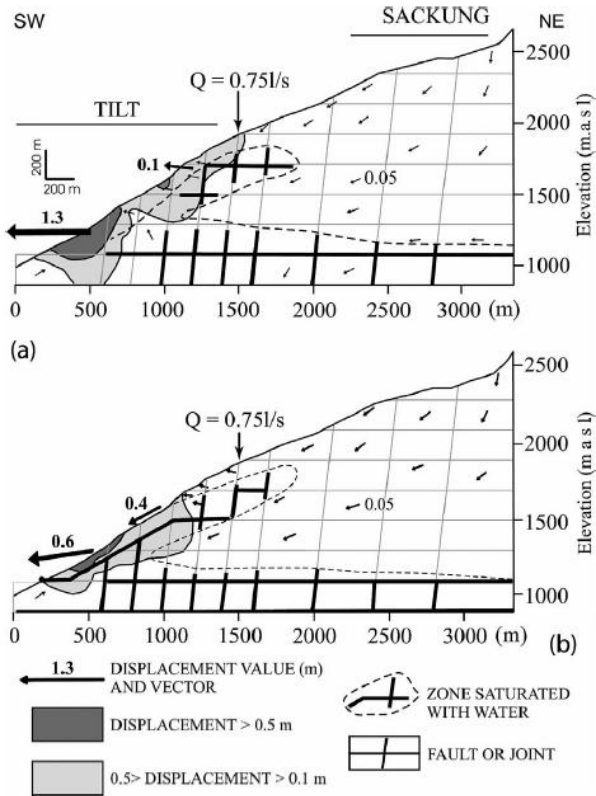 SW
SACKUNG
NE
Q = 0.75l/s
TILT
200 m
200 m
0.1
0.05
1.3
2500
2000
1500
1000
Elevation (m.a.s.l)
0 500 1000 1500 2000 2500 3000 (m)
(a)
Q = 0.75l/s
0.4
0.05
0.6
2500
2000
1500
1000
Elevation (m a s l)
0 500 1000 1500 2000 2500 3000
(b)
1.3 DISPLACEMENT VALUE (m)
AND VECTOR
DISPLACEMENT > 0.5 m
0.5> DISPLACEMENT > 0.1 m
ZONE SATURATED
WITH WATER
FAULT OR JOINT